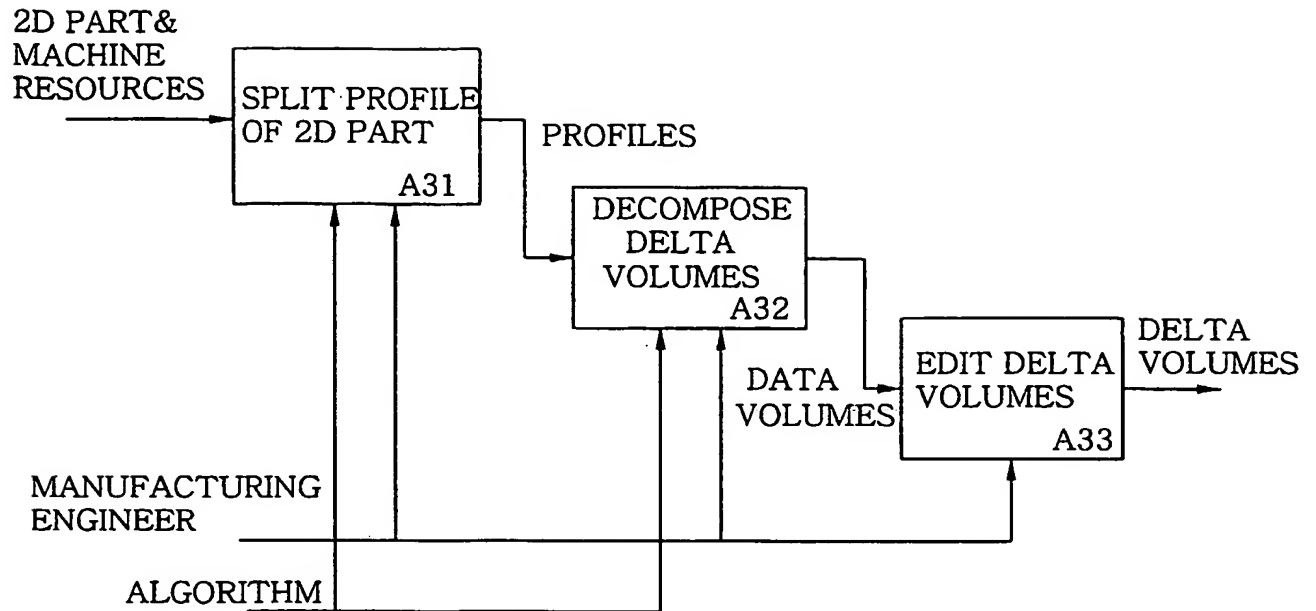 2D PART&
MACHINE
RESOURCES
SPLIT PROFILE
OF 2D PART
A31
PROFILES
DECOMPOSE
DELTA
VOLUMES
A32
DATA
VOLUMES
EDIT DELTA
VOLUMES
A33
DELTA
VOLUMES
MANUFACTURING
ENGINEER
ALGORITHM